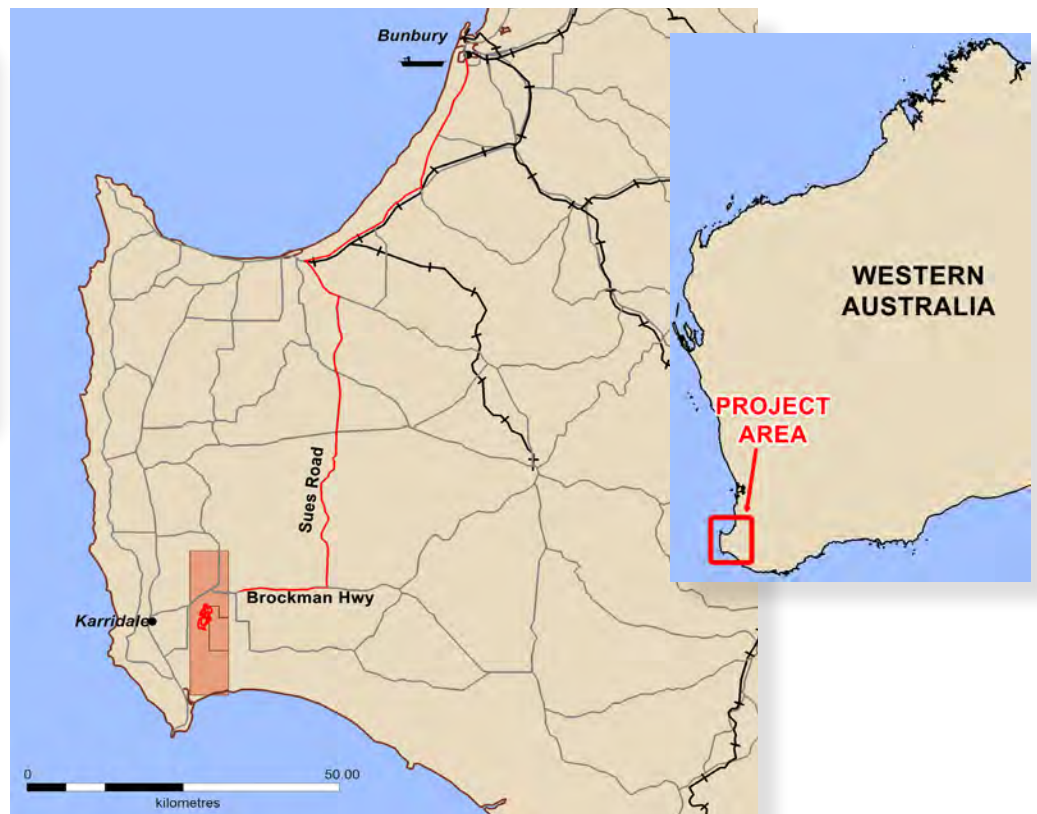 Bunbury
WESTERN
AUSTRALIA
PROJECT
AREA
Sues Road
Brockman Hwy
Karridale
0
50.00
kilometres